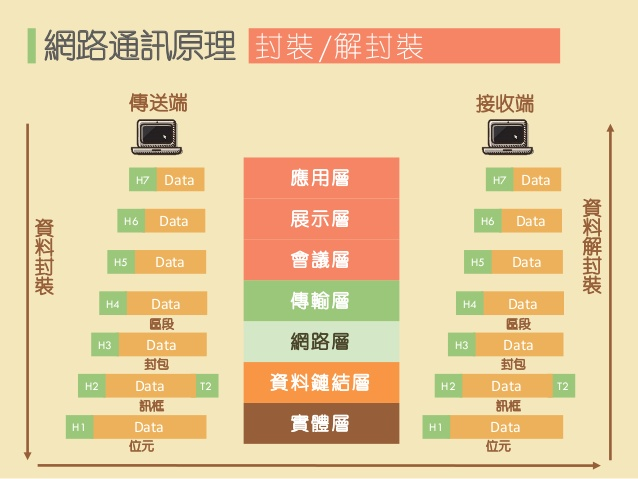 網路通訊原理 封裝/解封裝
傳送端
接收端
資料封裝
資料解封裝
H7 Data
應用層
H7 Data
H6 Data
展示層
H6 Data
H5 Data
會議層
H5 Data
H4 Data
傳輸層
H4 Data
區段
區段
H3 Data
網路層
H3 Data
封包
封包
H2 Data T2
資料鏈結層
H2 Data T2
訊框
訊框
H1 Data
實體層
H1 Data
位元
位元